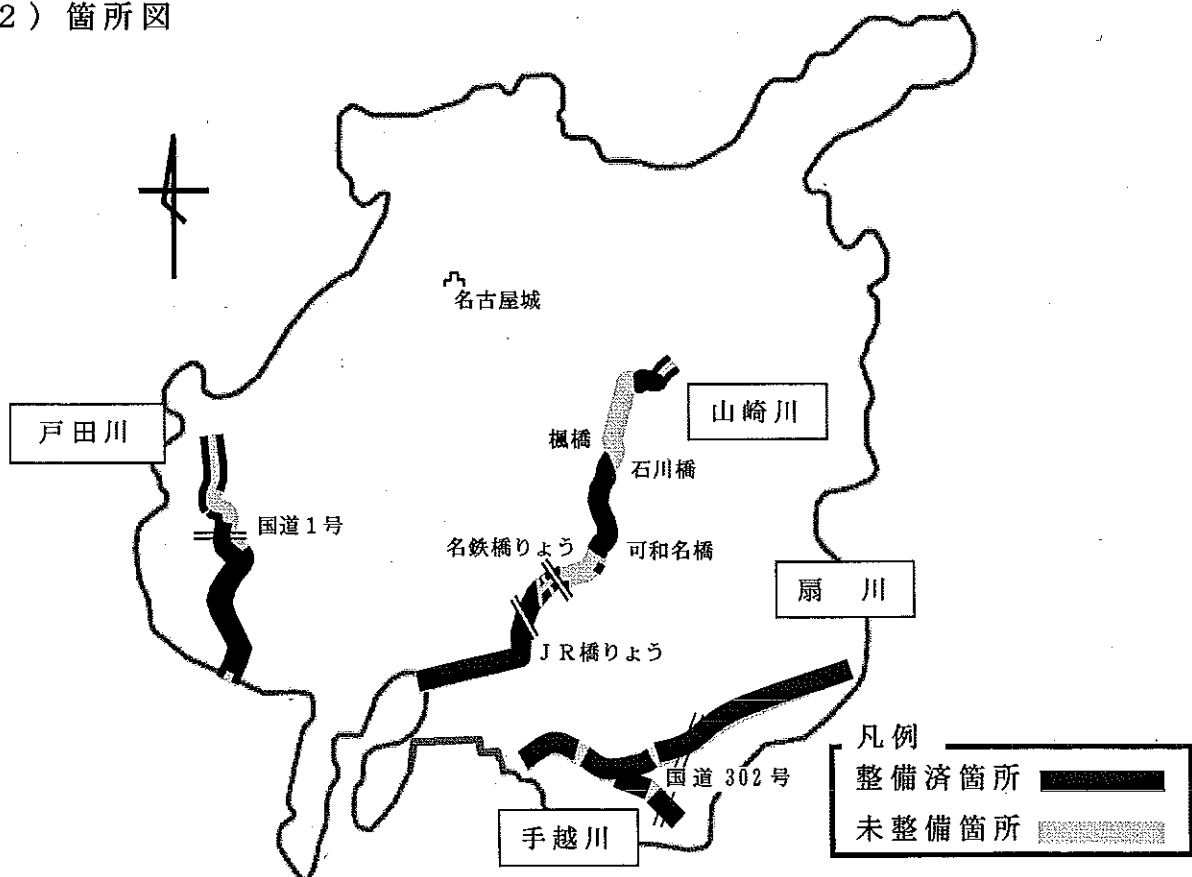 2) 箇所図
名古屋城
戸田川
山崎川
楓橋
石川橋
国道1号
名鉄橋りょう
可和名橋
扇 川
JR橋りょう
国道302号
手越川
凡例
整備済箇所
未整備箇所